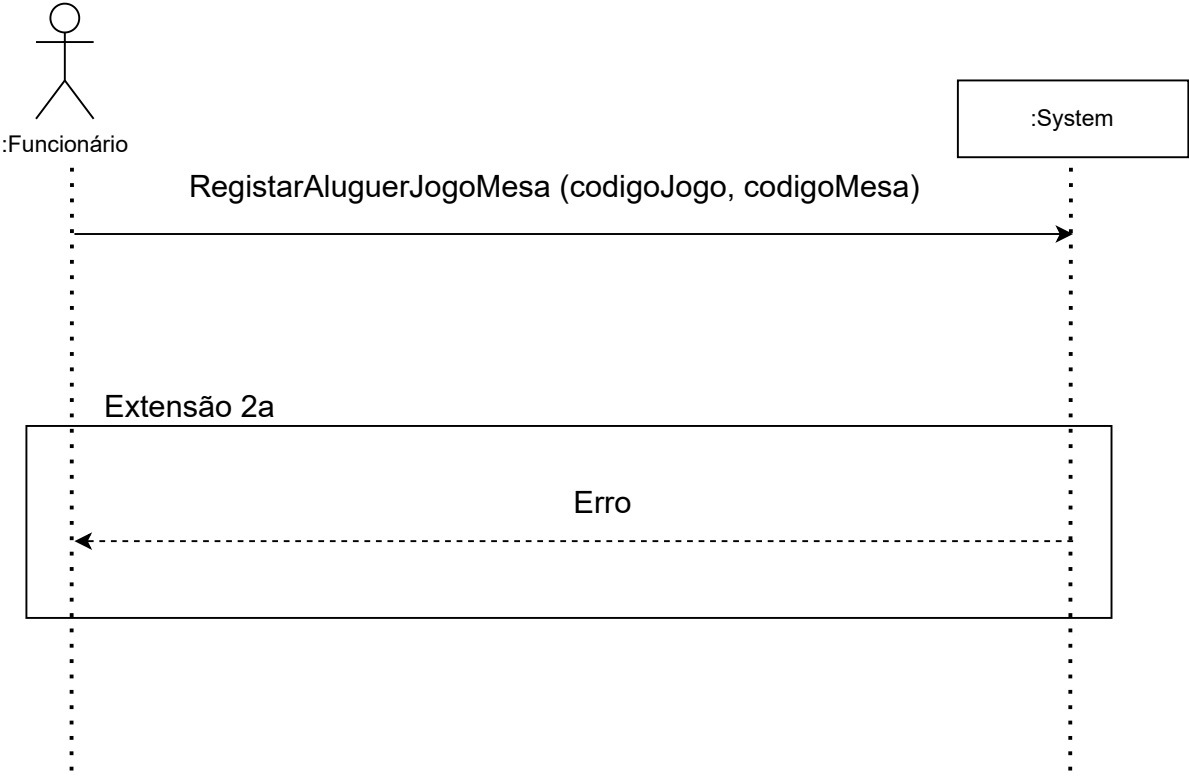 :Funcionário
:System
RegistarAluguerJogoMesa (codigoJogo, codigoMesa)
Extensão 2a
Erro